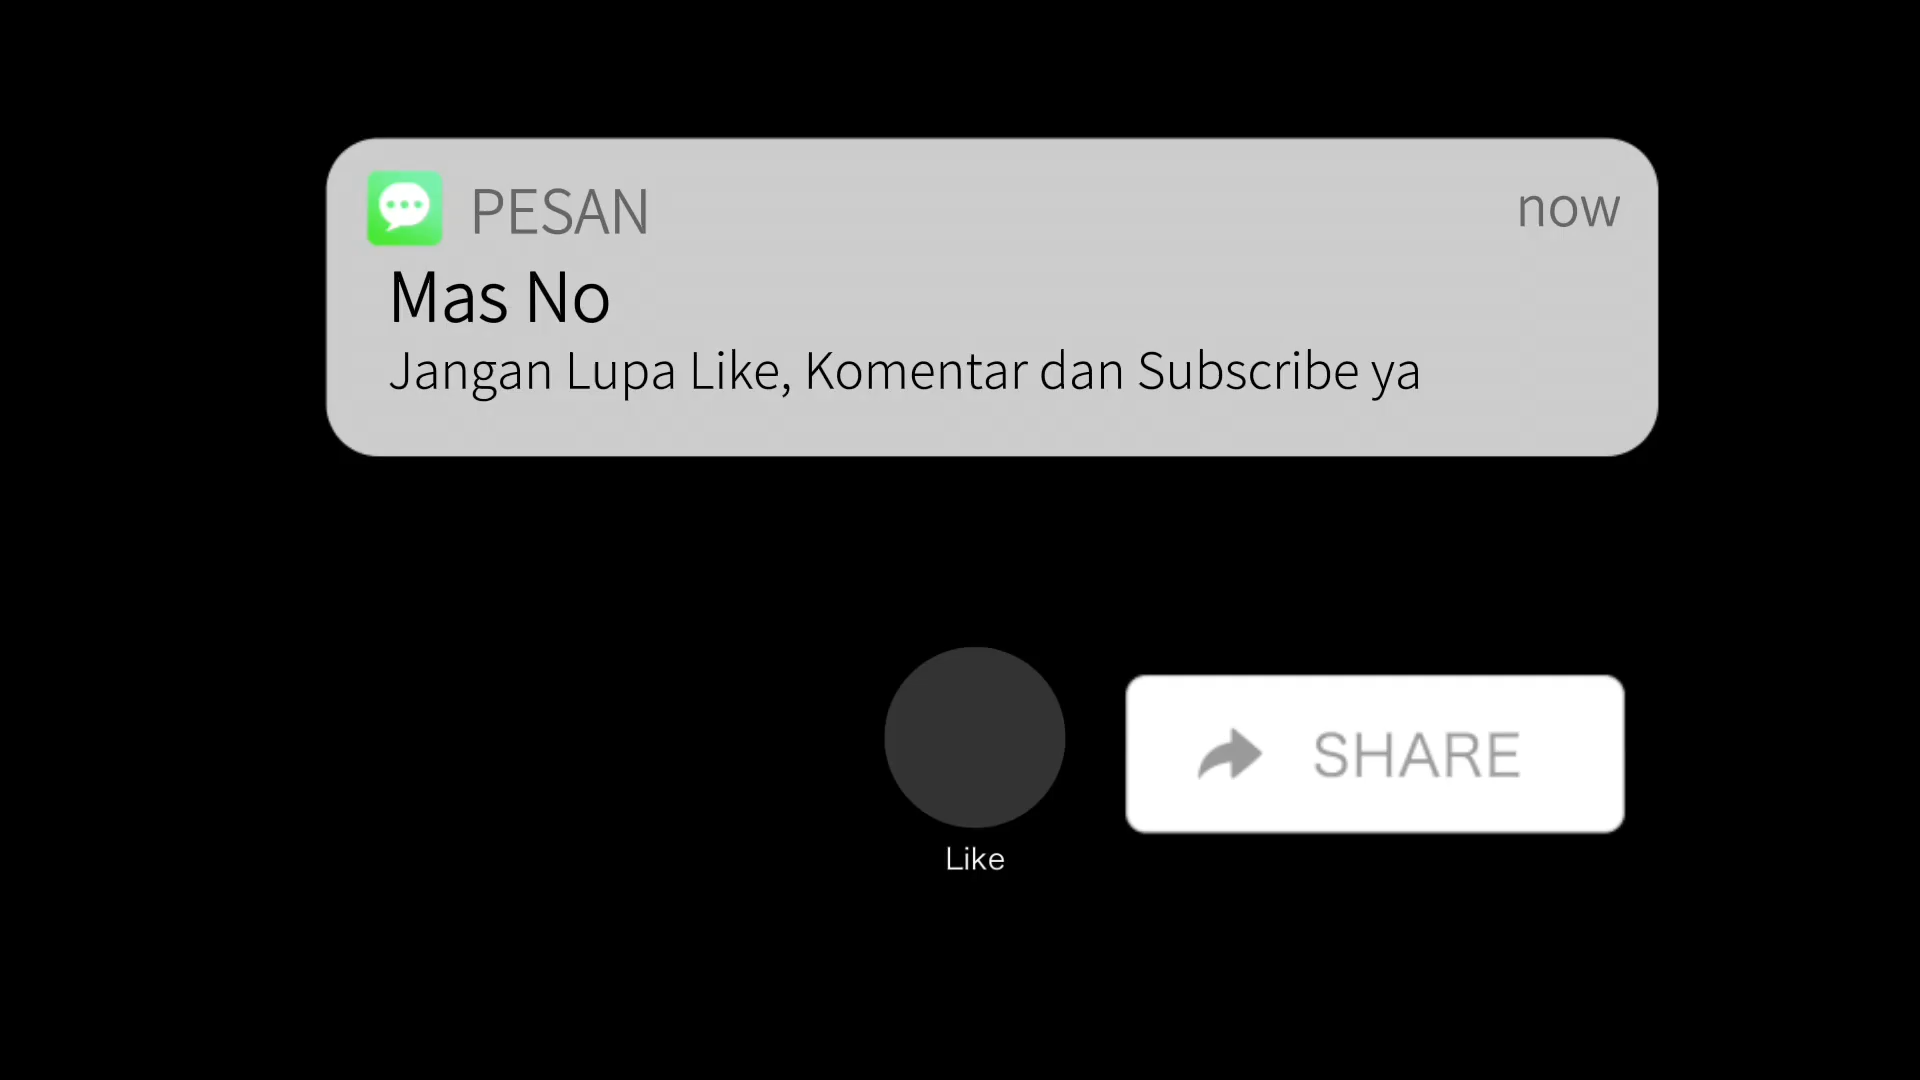 PESAN
now
Mas No
Jangan Lupa Like, Komentar dan Subscribe ya
SHARE
Like